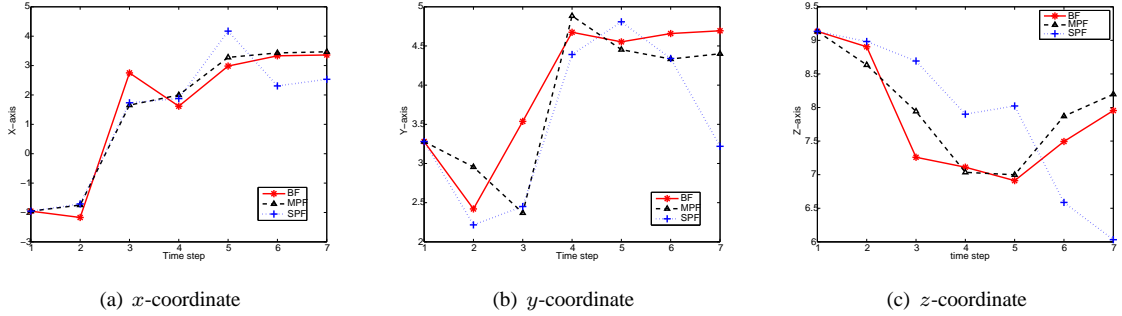 5
4
3
2
1
0
−1
−2
−3
X−axis
1 2 3 4 5 6 7
Time step
BF
MPF
SPF
(a) x-coordinate
5
4.5
4
3.5
3
2.5
2
Y−axis
1 2 3 4 5 6 7
Time step
BF
MPF
SPF
(b) y-coordinate
9.5
9
8.5
8
7.5
7
6.5
6
Z−axis
1 2 3 4 5 6 7
time step
BF
MPF
SPF
(c) z-coordinate